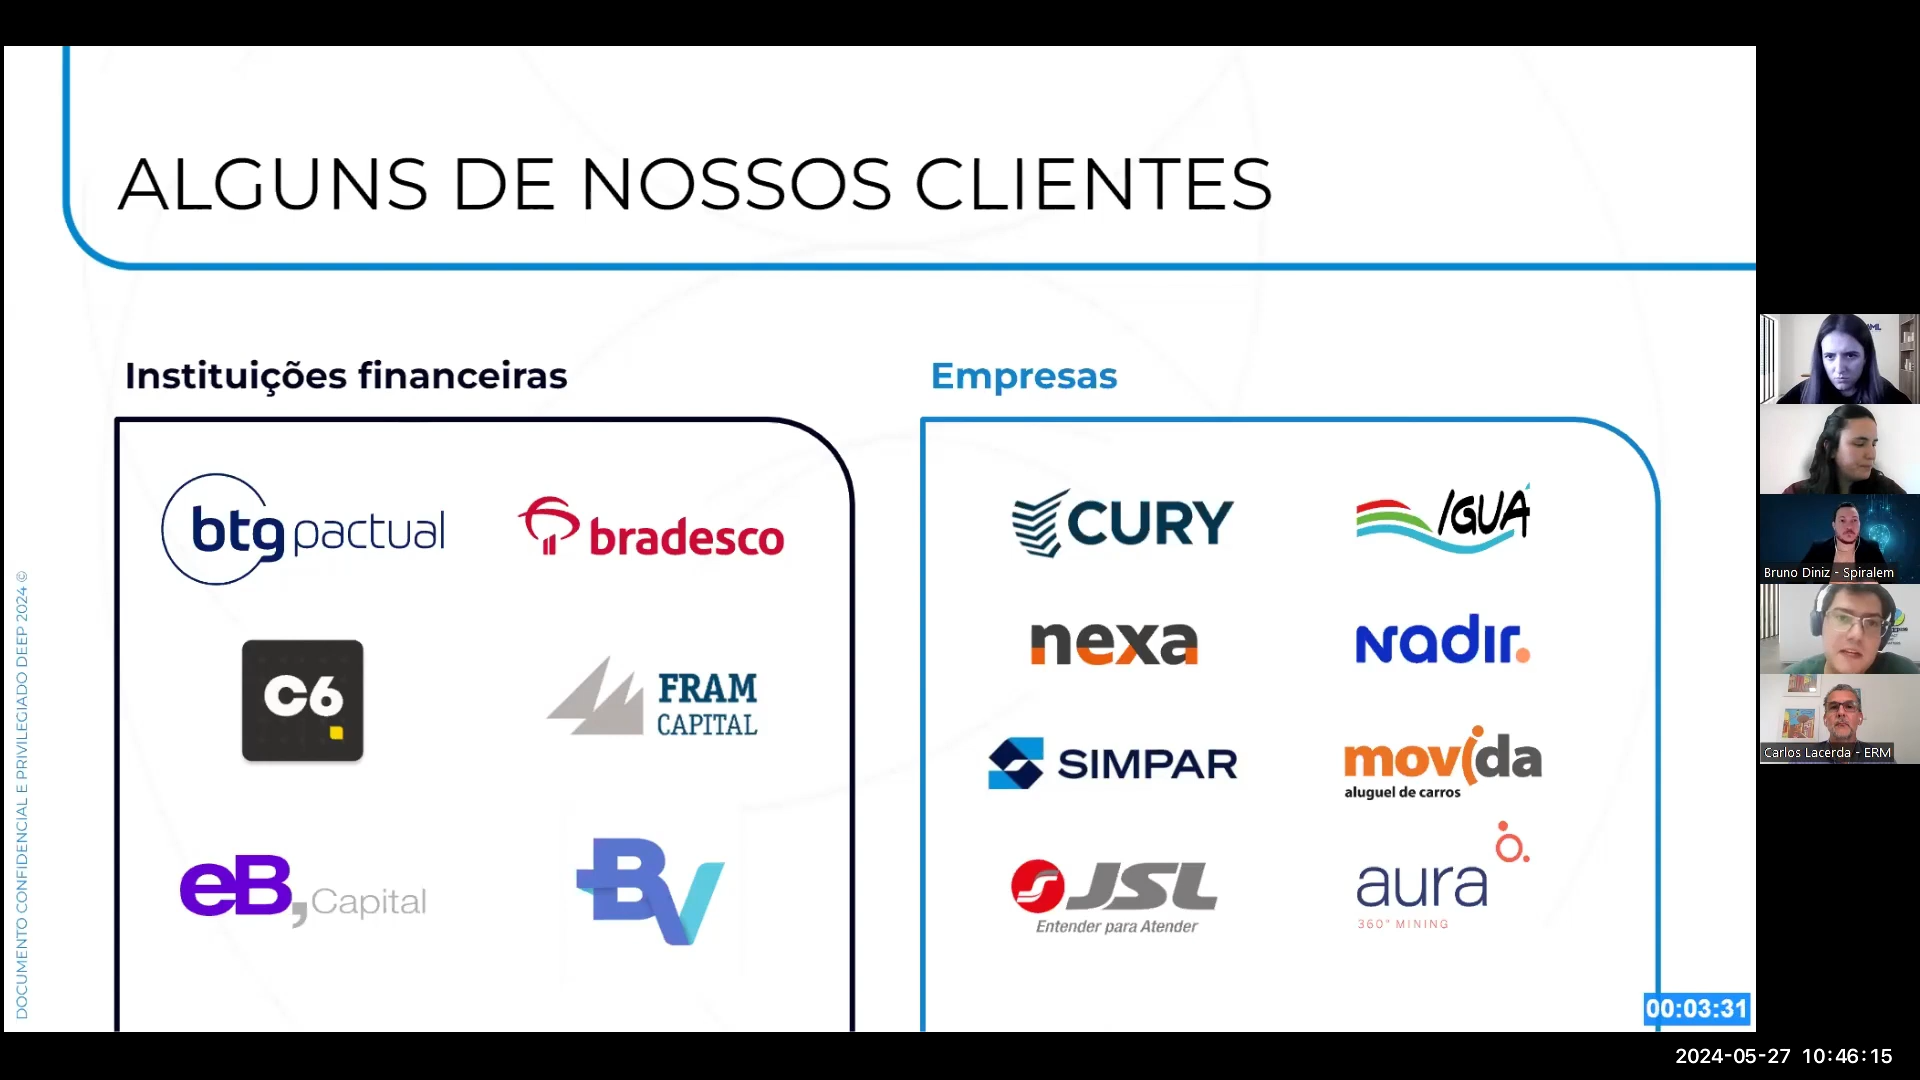 ALGUNS DE NOSSOS CLIENTES
Instituições financeiras
btg pactual
bradesco
C6
FRAM
CAPITAL
eB, Capital
BV
Empresas
CURY
IGUÁ
nexa
nadir.
SIMPAR
movida
aluguel de carros
JSL
Entender para Atender
aura
360° MINING
DOCUMENTO CONFIDENCIAL E PRIVILEGIADO DEEP 2024 ©
00:03:31
Bruno Diniz - Spiralem
Carlos Lacerda - ERM
2024-05-27 10:46:15